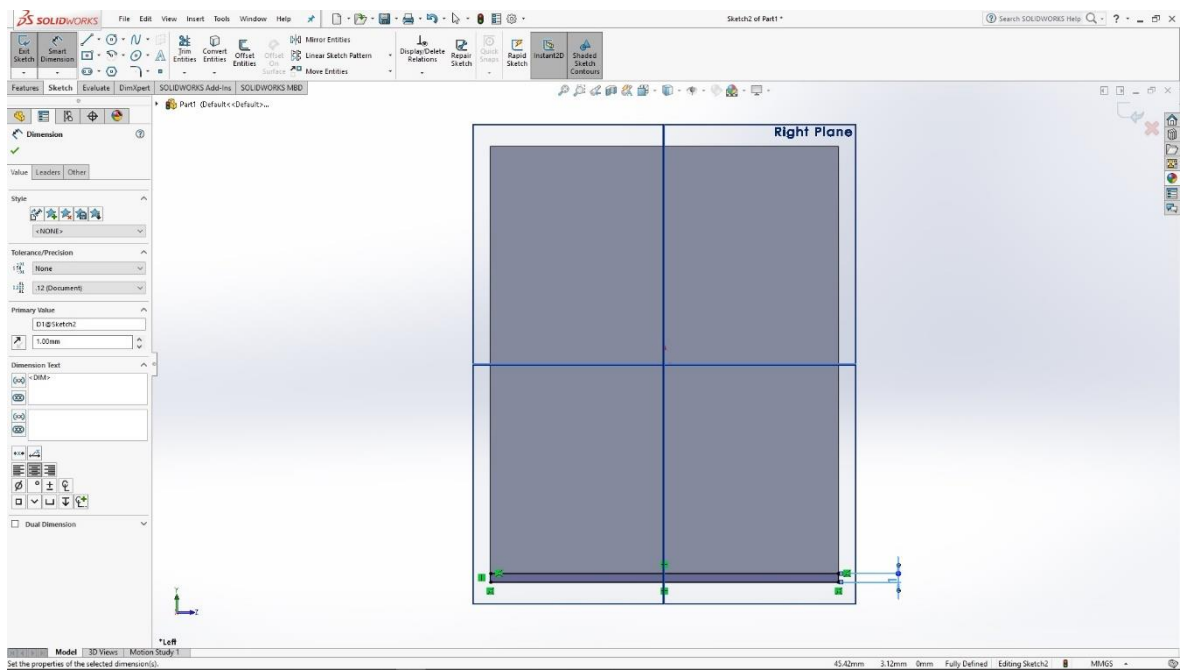 SOLIDWORKS File Edit View Insert Tools Window Help Sketch2 of Part1 * Search SOLIDWORKS Help
Exit Sketch Smart Dimension Trim Entities Convert Entities Offset Entities Offset On Surface Mirror Entities Linear Sketch Pattern Move Entities Display/Delete Relations Repair Sketch Quick Snaps Rapid Sketch Instant2D Shaded Sketch Contours
Features Sketch Evaluate DimXpert SOLIDWORKS Add-Ins SOLIDWORKS MBD
Part1 (Default<<Default>...
Dimension
Value Leaders Other
Right Plane
Style
<NONE>
Tolerance/Precision
None
.12 (Document)
Primary Value
D1@Sketch2
1.00mm
Dimension Text
<DIM>
Dual Dimension
Y
Z
*Left
Model 3D Views Motion Study 1
Set the properties of the selected dimension(s). 45.42mm 3.12mm 0mm Fully Defined Editing Sketch2 MMGS